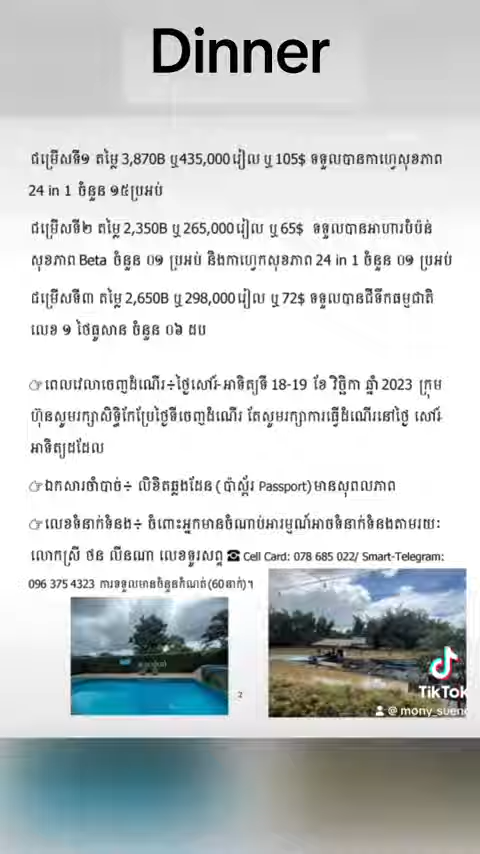 Dinner
ជម្រើសទី១ តម្លៃ 3,870B ឬ435,000រៀល ឬ 105$ ទទួលបានកាហ្វេសុខភាព
24 in 1 ចំនួន ១៥ប្រអប់
ជម្រើសទី២ តម្លៃ 2,350B ឬ 265,000រៀល ឬ 65$ ទទួលបានអាហារបំប៉ន់
សុខភាព Beta ចំនួន ០១ ប្រអប់ និងកាហ្វេកសុខភាព 24 in 1 ចំនួន ០១ ប្រអប់
ជម្រើសទី៣ តម្លៃ 2,650B ឬ 298,000រៀល ឬ 72$ ទទួលបានជីទឹកធម្មជាតិ
លេខ ១ ថៃធូសាន ចំនួន ០៦ ដប
👉ពេលវេលាចេញដំណើរ÷ថ្ងៃសៅរ៍-អាទិត្យទី 18-19 ខែ វិច្ឆិកា ឆ្នាំ 2023 ក្រុម
ហ៊ុនសូមរក្សាសិទ្ធិកែប្រែថ្ងៃទីចេញដំណើរ តែសូមរក្សាការធ្វើដំណើរនៅថ្ងៃ សៅរ៍-
អាទិត្យដដែល
👉ឯកសារចាំបាច់÷ លិខិតឆ្លងដែន (ប៉ាស្ព័រ Passport) មានសុពលភាព
👉លេខទំនាក់ទំនង÷ ចំពោះអ្នកមានចំណាប់អារម្មណ៍អាចទំនាក់ទំនងតាមរយៈ
លោកស្រី ថន លីនណា លេខទូរសព្ទ ☎ Cell Card: 078 685 022/ Smart-Telegram:
096 375 4323 ការទទួលមានចំនួនកំណត់(60នាក់)។
2
TikTok
@mony_sueng